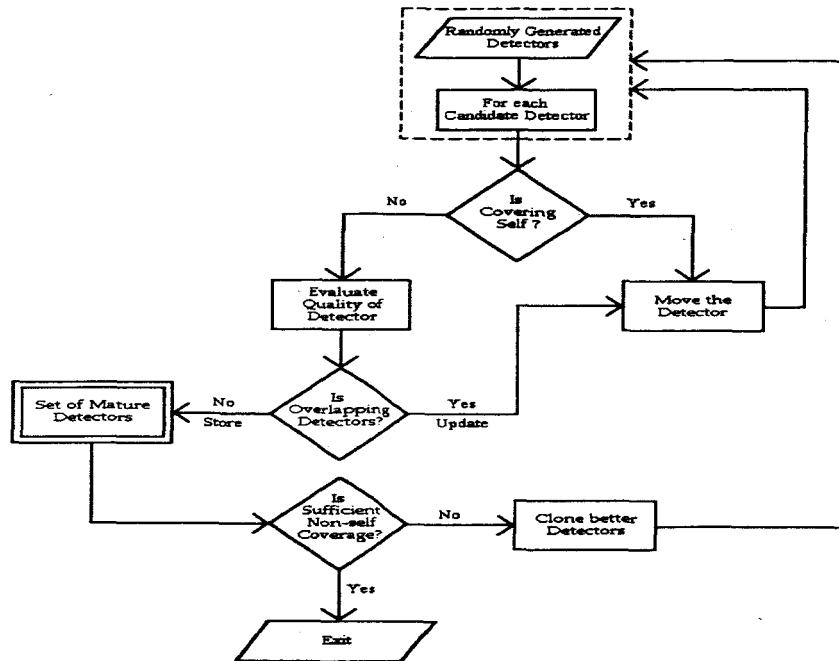 Randomly Generated
Detectors
For each
Candidate Detector
Is
Covering
Self ?
No
Yes
Evaluate
Quality of
Detector
Move the
Detector
Is
Overlapping
Detectors?
No
Store
Yes
Update
Set of Mature
Detectors
Is
Sufficient
Non-self
Coverage?
No
Clone better
Detectors
Yes
Exit